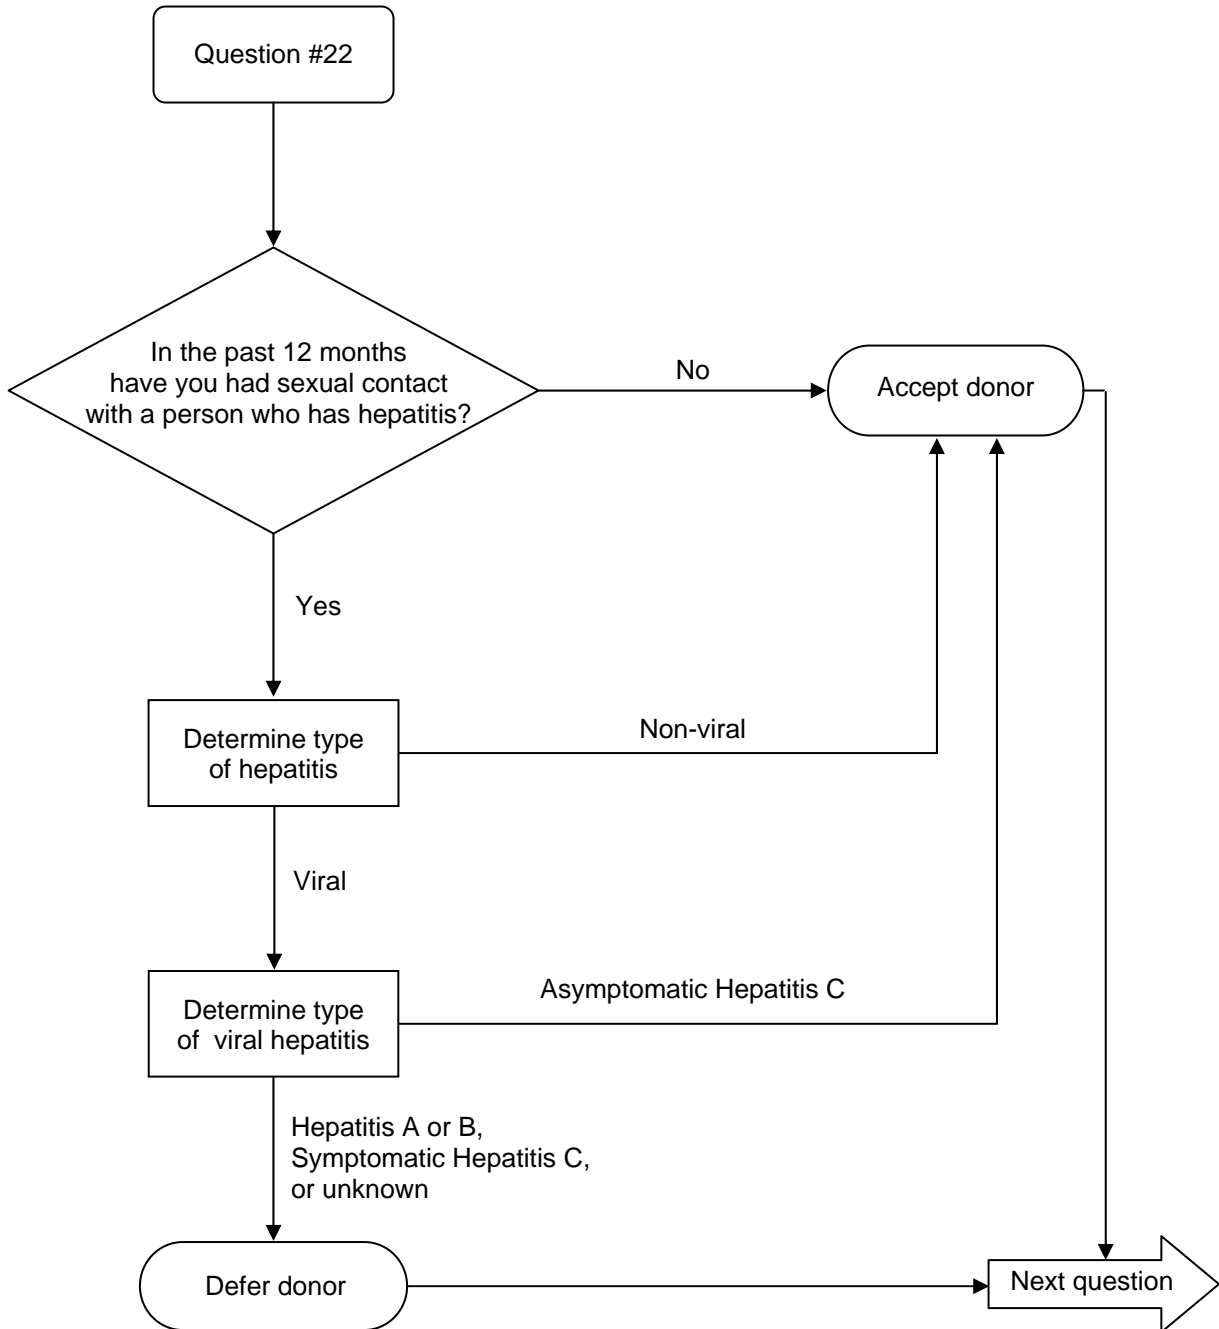 Question #22
In the past 12 months
have you had sexual contact
with a person who has hepatitis?
No
Accept donor
Yes
Determine type
of hepatitis
Non-viral
Viral
Determine type
of viral hepatitis
Asymptomatic Hepatitis C
Hepatitis A or B,
Symptomatic Hepatitis C,
or unknown
Defer donor
Next question